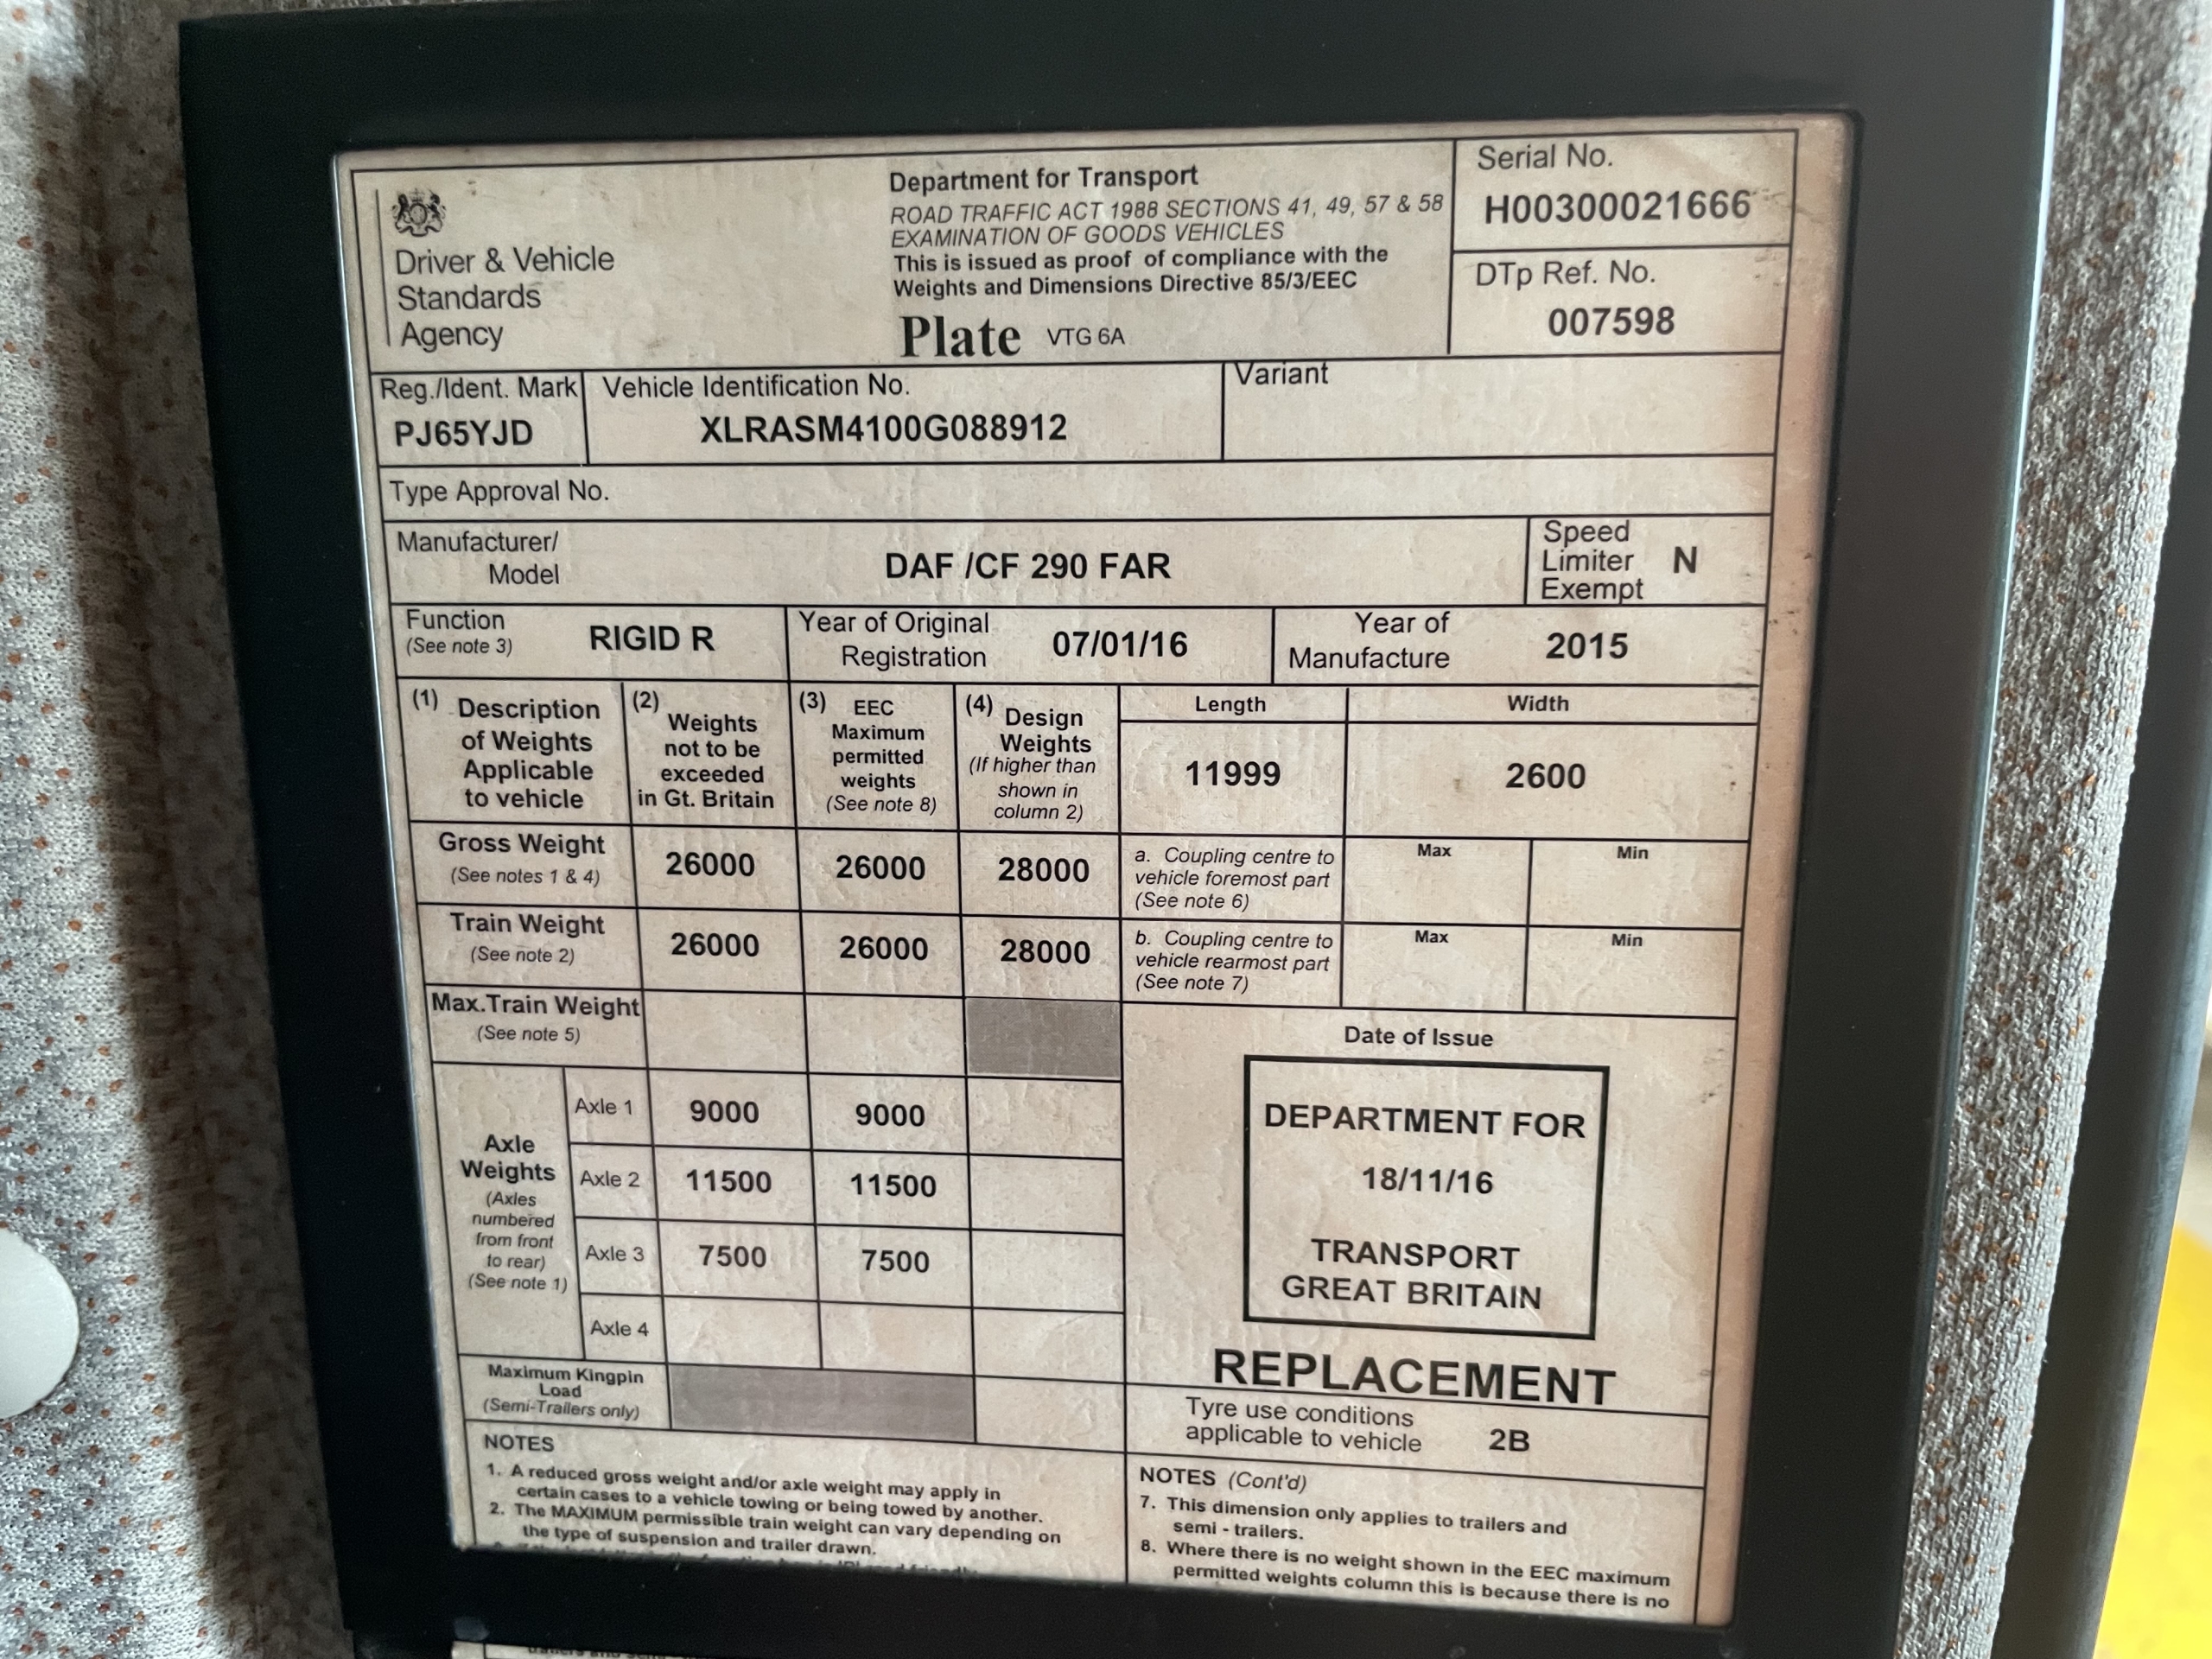 Driver & Vehicle
Standards
Agency
Department for Transport
ROAD TRAFFIC ACT 1988 SECTIONS 41, 49, 57 & 58
EXAMINATION OF GOODS VEHICLES
This is issued as proof of compliance with the
Weights and Dimensions Directive 85/3/EEC
Plate VTG 6A
Serial No.
H00300021666
DTp Ref. No.
007598
Reg./Ident. Mark
PJ65YJD
Vehicle Identification No.
XLRASM4100G088912
Variant
Type Approval No.
Manufacturer/
Model
DAF /CF 290 FAR
Speed
Limiter
Exempt
N
Function
(See note 3)
RIGID R
Year of Original
Registration
07/01/16
Year of
Manufacture
2015
(1) Description
of Weights
Applicable
to vehicle
(2) Weights
not to be
exceeded
in Gt. Britain
(3) EEC
Maximum
permitted
weights
(See note 8)
(4) Design
Weights
(If higher than
shown in
column 2)
Length
11999
Width
2600
Gross Weight
(See notes 1 & 4)
26000
26000
28000
a. Coupling centre to
vehicle foremost part
(See note 6)
Max
Min
Train Weight
(See note 2)
26000
26000
28000
b. Coupling centre to
vehicle rearmost part
(See note 7)
Max
Min
Max.Train Weight
(See note 5)
Axle
Weights
(Axles
numbered
from front
to rear)
(See note 1)
Axle 1
9000
9000
Axle 2
11500
11500
Axle 3
7500
7500
Axle 4
Maximum Kingpin
Load
(Semi-Trailers only)
Date of Issue
DEPARTMENT FOR
18/11/16
TRANSPORT
GREAT BRITAIN
REPLACEMENT
Tyre use conditions
applicable to vehicle
2B
NOTES
1. A reduced gross weight and/or axle weight may apply in
certain cases to a vehicle towing or being towed by another.
2. The MAXIMUM permissible train weight can vary depending on
the type of suspension and trailer drawn.
NOTES (Cont'd)
7. This dimension only applies to trailers and
semi - trailers.
8. Where there is no weight shown in the EEC maximum
permitted weights column this is because there is no